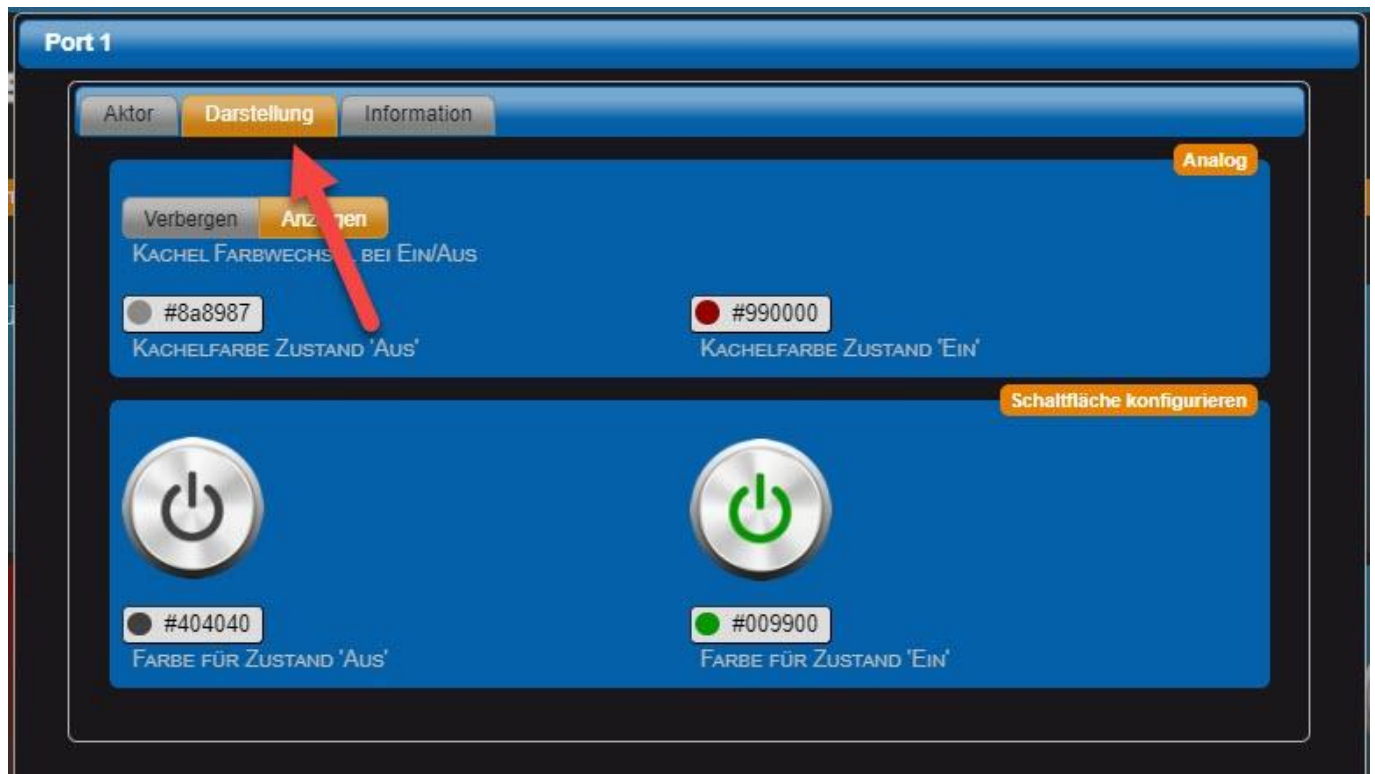 Port 1
Aktor Darstellung Information
Analog
Verbergen
KACHEL BEI EIN/AUS
#8a8987 #990000
KACHELFARBE ZUSTAND 'AUS' KACHELFARBE ZUSTAND 'EIN'
Schaltfläche konfigurieren
#404040 #009900
FARBE FÜR ZUSTAND 'AUS' FARBE FÜR ZUSTAND 'EIN'